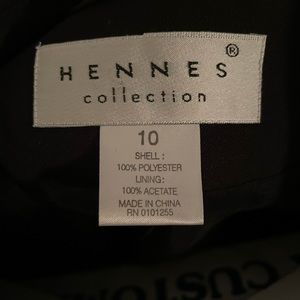 HENNES®
collection
10
SHELL:
100% POLYESTER
LINING:
100% ACETATE
MADE IN CHINA
RN 0101255